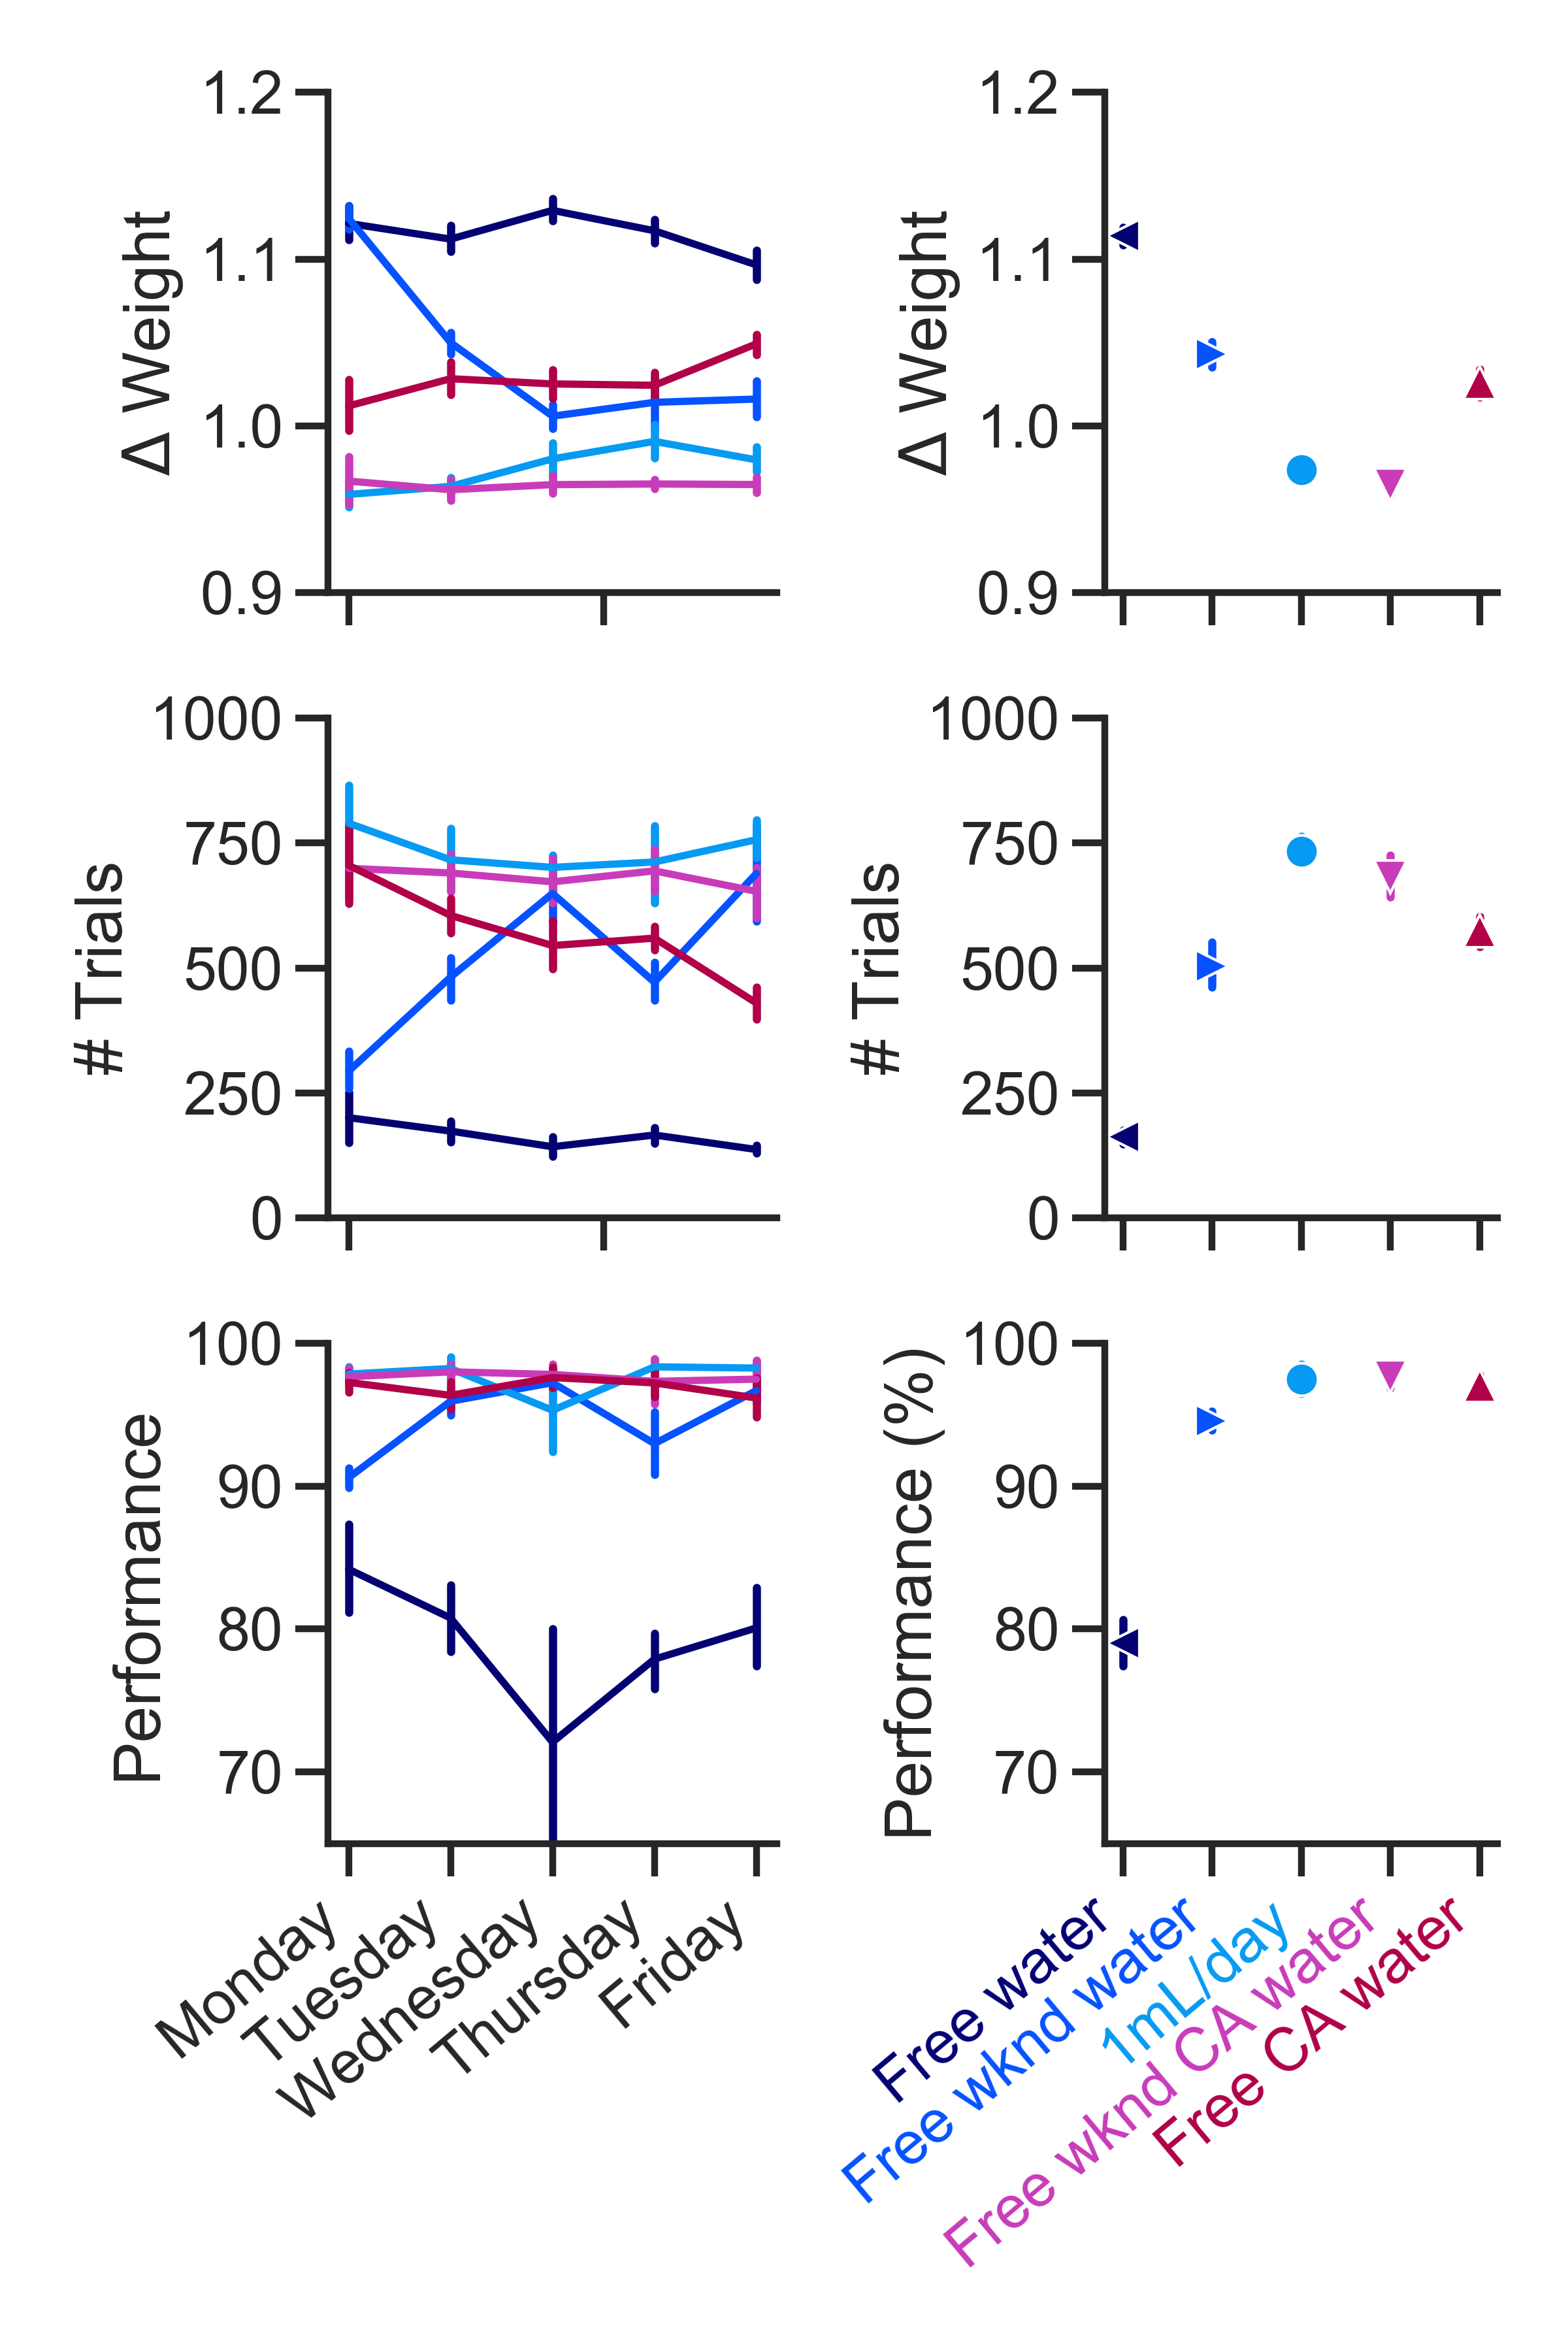 Δ Weight
1.2
1.1
1.0
0.9
Δ Weight
1.2
1.1
1.0
0.9
# Trials
1000
750
500
250
0
# Trials
1000
750
500
250
0
Performance
100
90
80
70
Monday
Tuesday
Wednesday
Thursday
Friday
Performance (%)
100
90
80
70
Free water
Free wknd water
1mL/day
Free wknd CA water
Free CA water